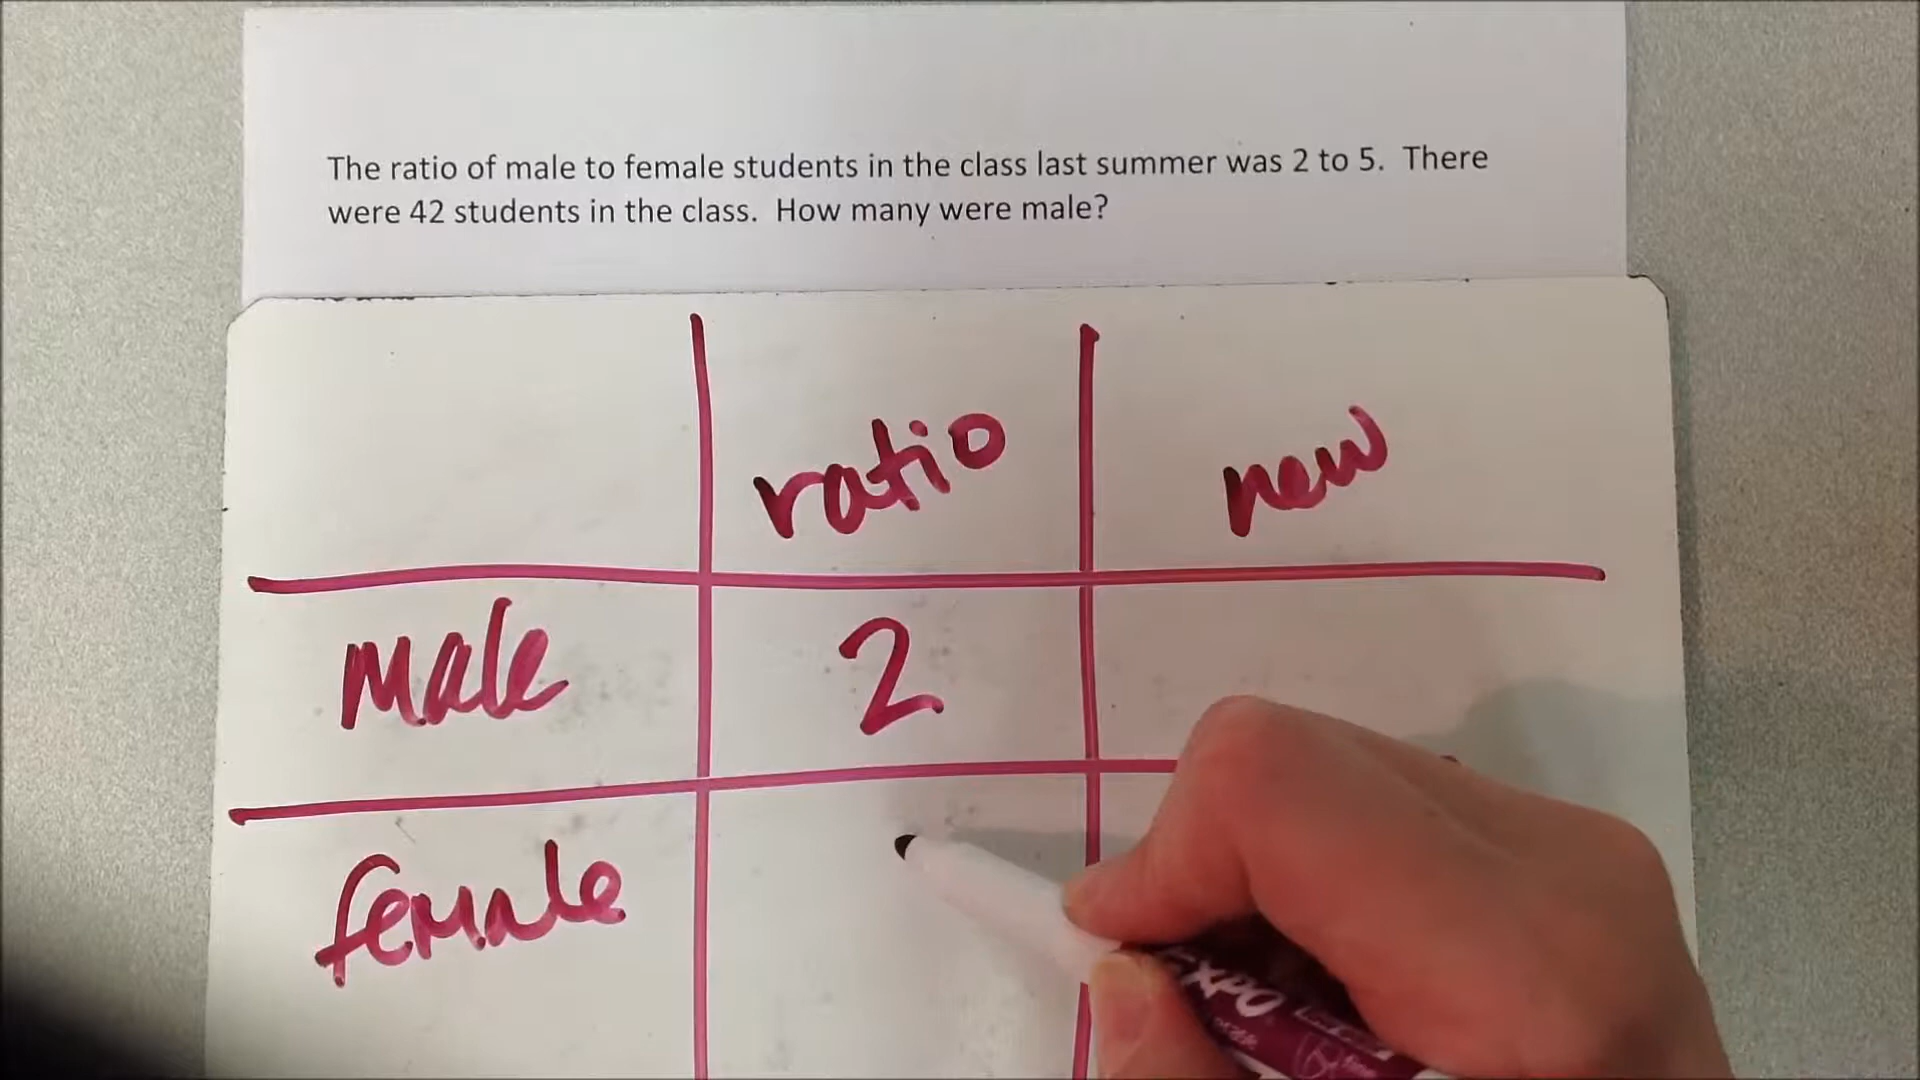 The ratio of male to female students in the class last summer was 2 to 5. There
were 42 students in the class. How many were male?
ratio new
male 2
female
EXPO